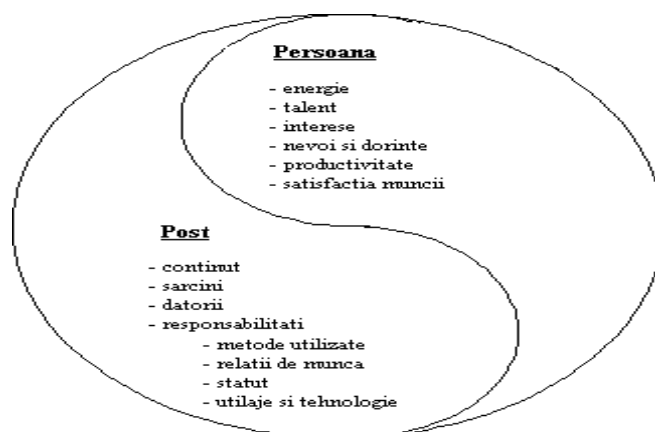 Persoana
- energie
- talent
- interese
- nevoi si dorinte
- productivitate
- satisfactia muncii
Post
- continut
- sarcini
- datorii
- responsabilitati
- metode utilizate
- relatii de munca
- statut
- utilaje si tehnologie